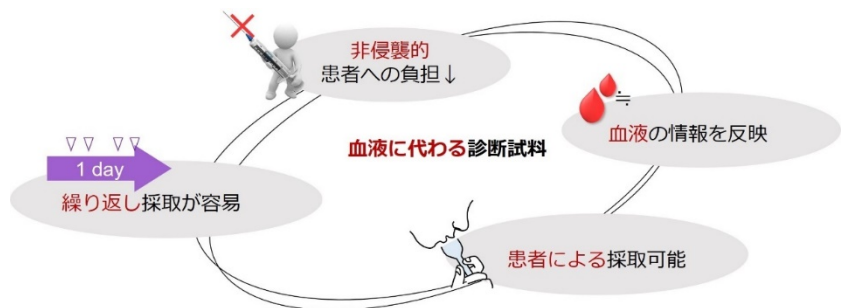 非侵襲的
患者への負担↓
≒
血液の情報を反映
血液に代わる診断試料
1 day
繰り返し採取が容易
患者による採取可能